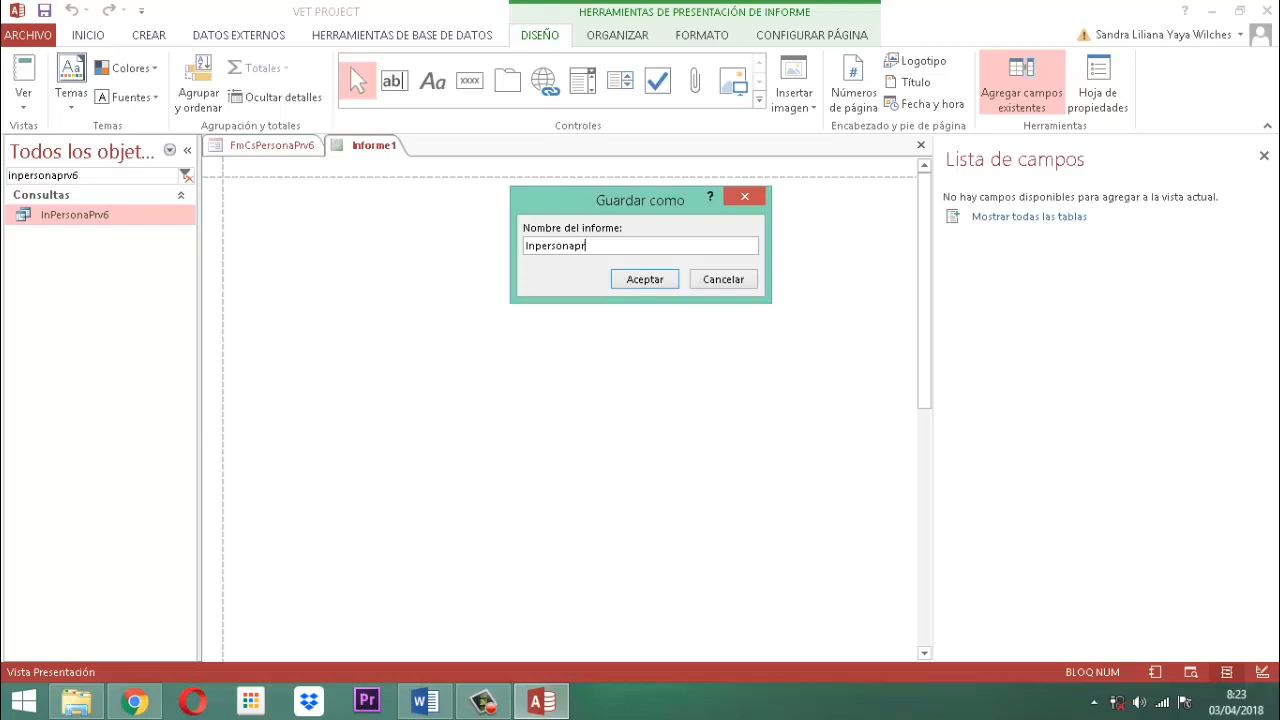 VET PROJECT
HERRAMIENTAS DE PRESENTACIÓN DE INFORME
?
ARCHIVO INICIO CREAR DATOS EXTERNOS HERRAMIENTAS DE BASE DE DATOS DISEÑO ORGANIZAR FORMATO CONFIGURAR PÁGINA Sandra Liliana Yaya Wilches
Ver
Vistas
Aa
Temas
Colores
A Fuentes
Temas
Agrupar
y ordenar
Σ Totales
Ocultar detalles
Agrupación y totales
ab| Aa xxxx
Controles
Insertar
imagen
#
Números
de página
Logotipo
Título
Fecha y hora
Encabezado y pie de página
Agregar campos
existentes
Hoja de
propiedades
Herramientas
Todos los objet... «
inpersonaprv6
Consultas
InPersonaPrv6
FmCsPersonaPrv6 Informe1
Guardar como ?
Nombre del informe:
Inpersonapr
Aceptar Cancelar
Lista de campos
No hay campos disponibles para agregar a la vista actual.
Mostrar todas las tablas
Vista Presentación BLOQ NUM
Pr
8:23
03/04/2018